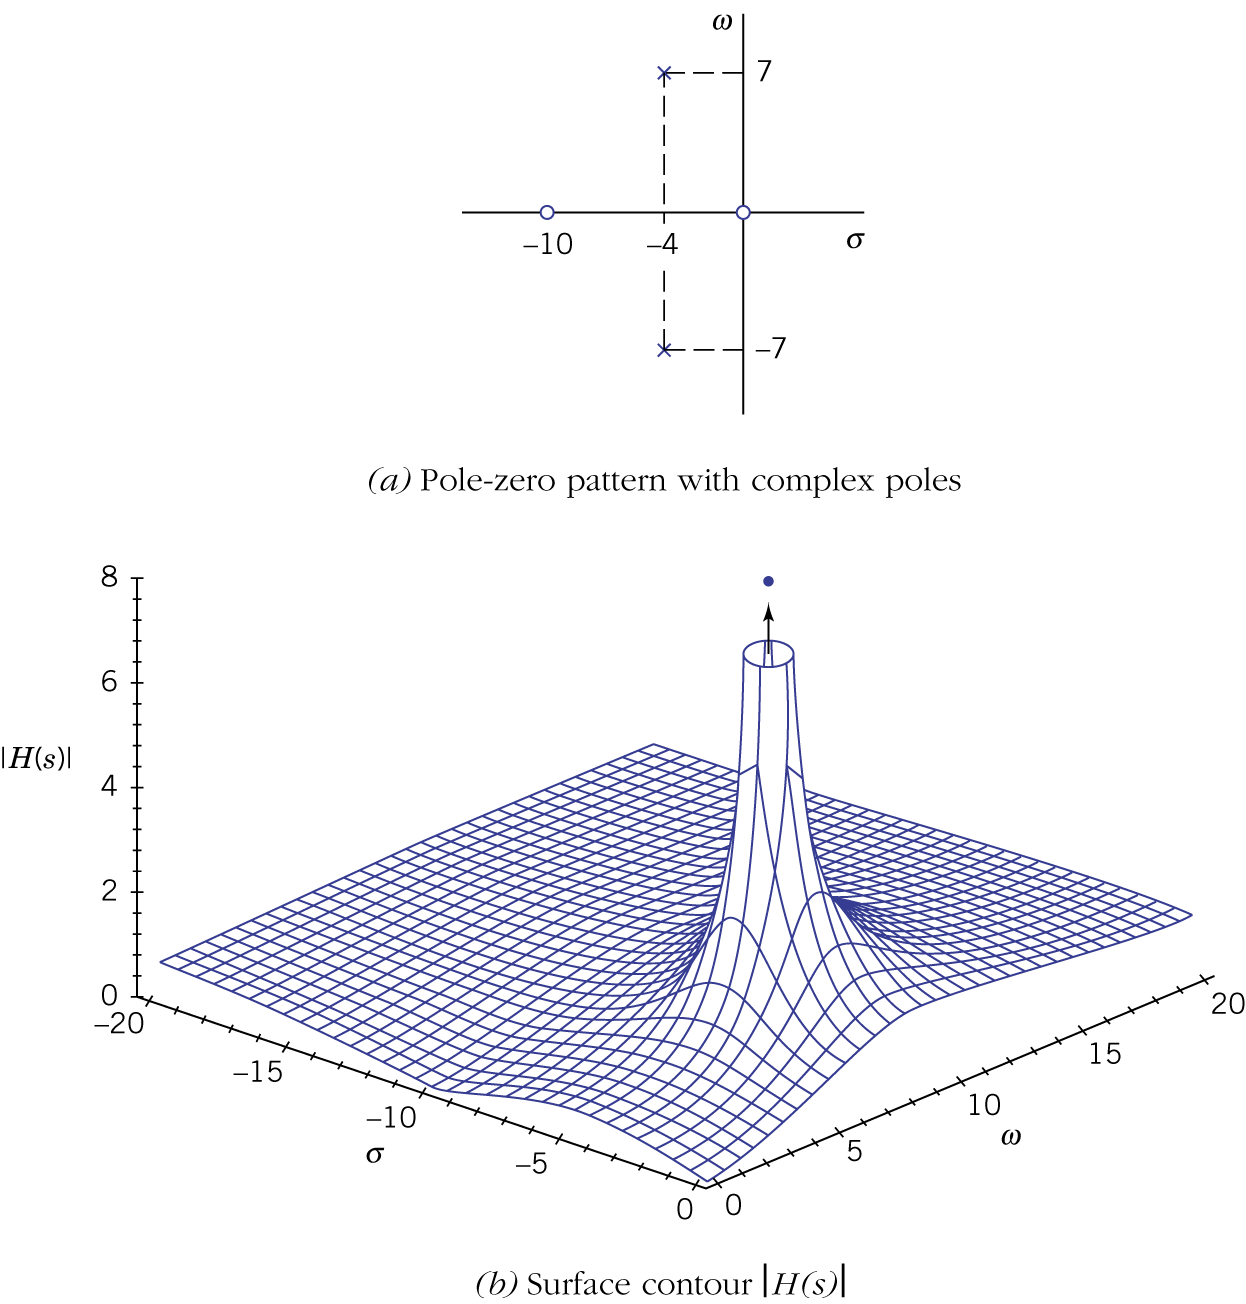 ω
7
–10
–4
σ
–7
(a) Pole-zero pattern with complex poles
8
6
|H(s)|
4
2
0
–20
20
–15
15
–10
10
σ
ω
–5
5
0
0
(b) Surface contour |H(s)|